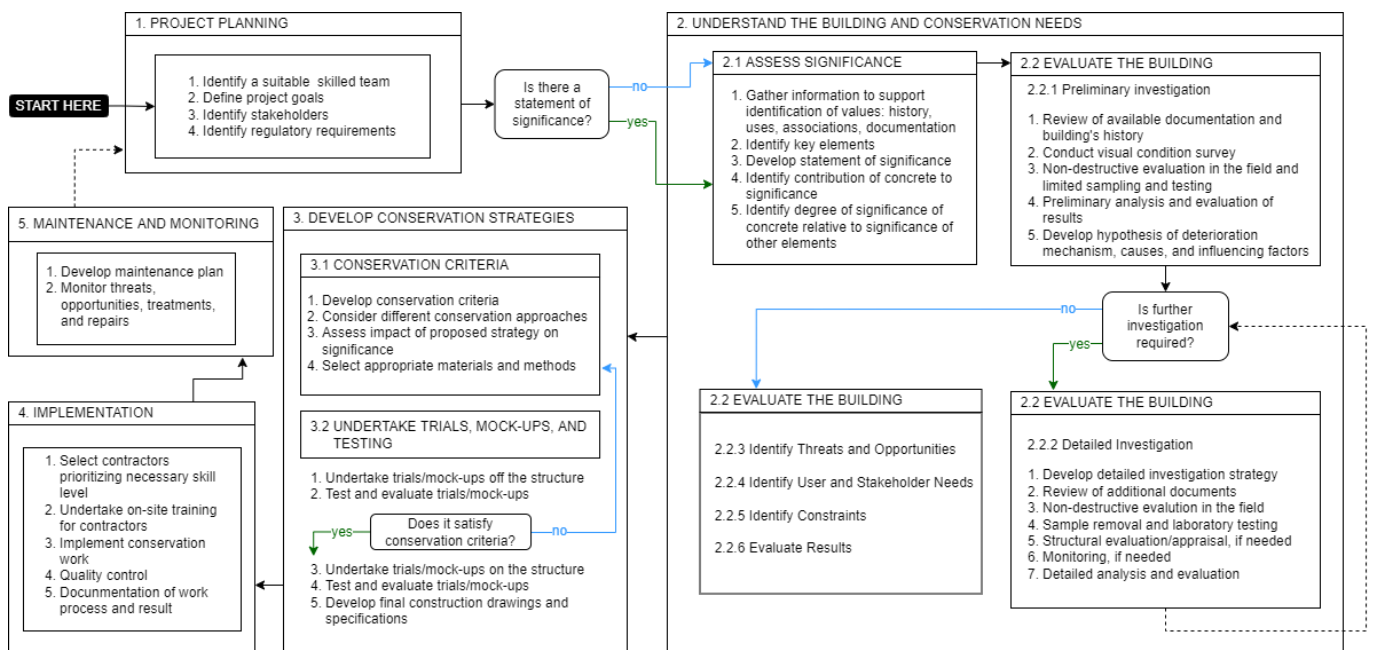 1. PROJECT PLANNING
START HERE
1. Identify a suitable skilled team
2. Define project goals
3. Identify stakeholders
4. Identify regulatory requirements
Is there a
statement of
significance?
no
yes
2. UNDERSTAND THE BUILDING AND CONSERVATION NEEDS
2.1 ASSESS SIGNIFICANCE
1. Gather information to support
identification of values: history,
uses, associations, documentation
2. Identify key elements
3. Develop statement of significance
4. Identify contribution of concrete to
significance
5. Identify degree of significance of
concrete relative to significance of
other elements
2.2 EVALUATE THE BUILDING
2.2.1 Preliminary investigation
1. Review of available documentation and
building's history
2. Conduct visual condition survey
3. Non-destructive evaluation in the field and
limited sampling and testing
4. Preliminary analysis and evaluation of
results
5. Develop hypothesis of deterioration
mechanism, causes, and influencing factors
Is further
investigation
required?
no
yes
2.2 EVALUATE THE BUILDING
2.2.3 Identify Threats and Opportunities
2.2.4 Identify User and Stakeholder Needs
2.2.5 Identify Constraints
2.2.6 Evaluate Results
2.2 EVALUATE THE BUILDING
2.2.2 Detailed Investigation
1. Develop detailed investigation strategy
2. Review of additional documents
3. Non-destructive evalution in the field
4. Sample removal and laboratory testing
5. Structural evaluation/appraisal, if needed
6. Monitoring, if needed
7. Detailed analysis and evaluation
3. DEVELOP CONSERVATION STRATEGIES
3.1 CONSERVATION CRITERIA
1. Develop conservation criteria
2. Consider different conservation approaches
3. Assess impact of proposed strategy on
significance
4. Select appropriate materials and methods
3.2 UNDERTAKE TRIALS, MOCK-UPS, AND
TESTING
1. Undertake trials/mock-ups off the structure
2. Test and evaluate trials/mock-ups
Does it satisfy
conservation criteria?
yes
no
3. Undertake trials/mock-ups on the structure
4. Test and evaluate trials/mock-ups
5. Develop final construction drawings and
specifications
4. IMPLEMENTATION
1. Select contractors
prioritizing necessary skill
level
2. Undertake on-site training
for contractors
3. Implement conservation
work
4. Quality control
5. Documentation of work
process and result
5. MAINTENANCE AND MONITORING
1. Develop maintenance plan
2. Monitor threats,
opportunities, treatments,
and repairs